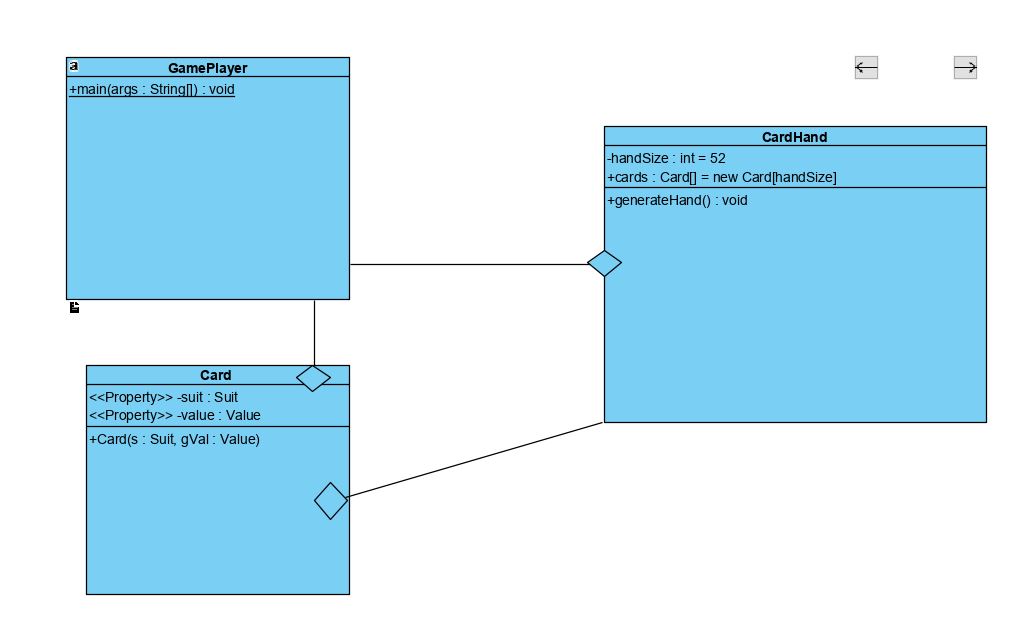 a
GamePlayer
+main(args : String[]) : void
CardHand
-handSize : int = 52
+cards : Card[] = new Card[handSize]
+generateHand() : void
Card
<<Property>> -suit : Suit
<<Property>> -value : Value
+Card(s : Suit, gVal : Value)